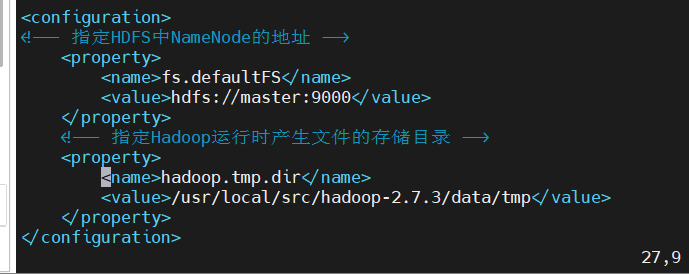 <configuration>
<!-- 指定HDFS中NameNode的地址 -->
    <property>
        <name>fs.defaultFS</name>
        <value>hdfs://master:9000</value>
    </property>
    <!-- 指定Hadoop运行时产生文件的存储目录 -->
    <property>
        <name>hadoop.tmp.dir</name>
        <value>/usr/local/src/hadoop-2.7.3/data/tmp</value>
    </property>
</configuration>
27,9